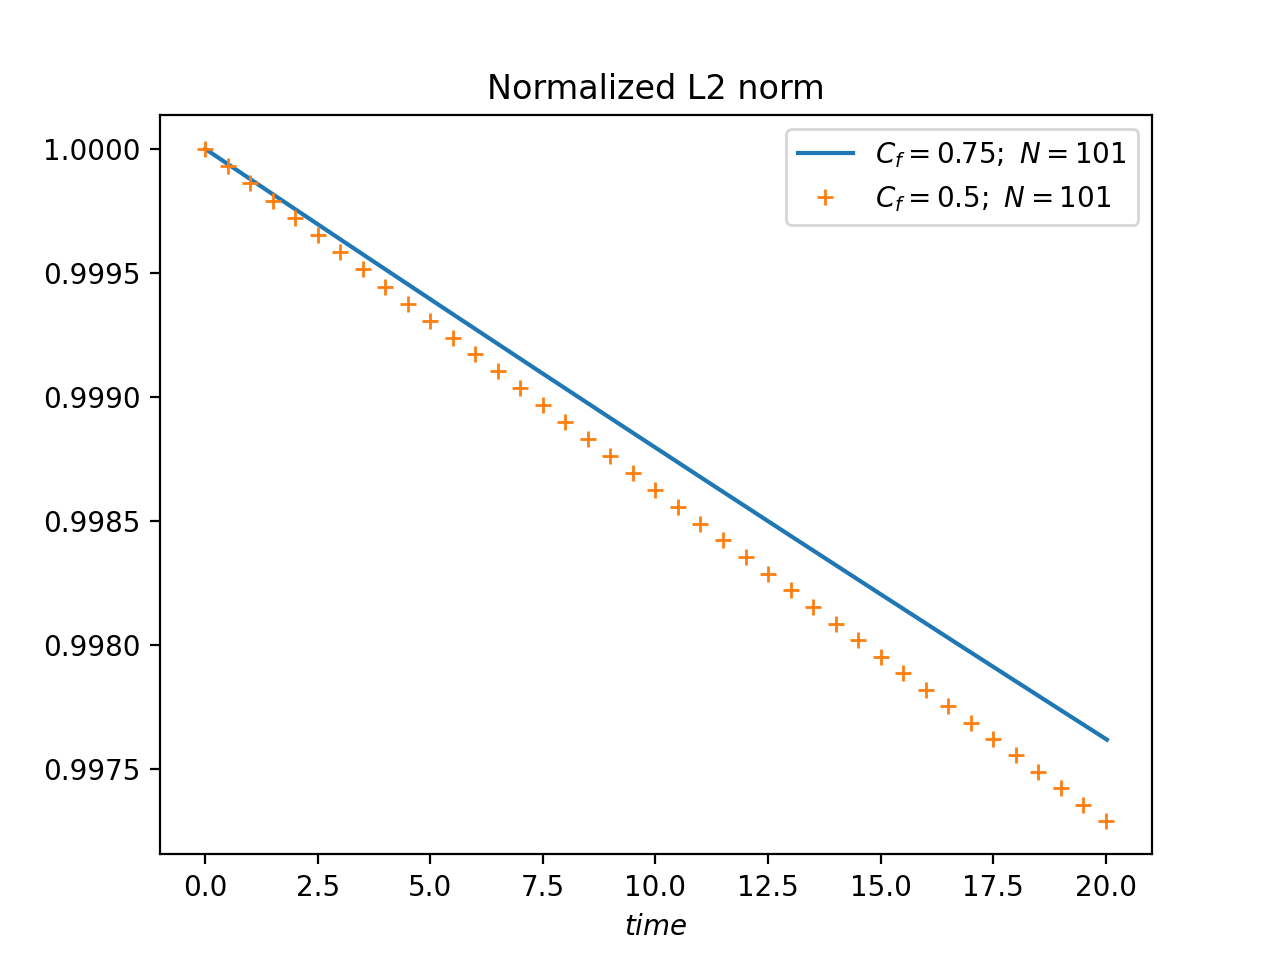 Normalized L2 norm
C_f = 0.75; N = 101
C_f = 0.5; N = 101
1.0000
0.9995
0.9990
0.9985
0.9980
0.9975
0.0 2.5 5.0 7.5 10.0 12.5 15.0 17.5 20.0
time